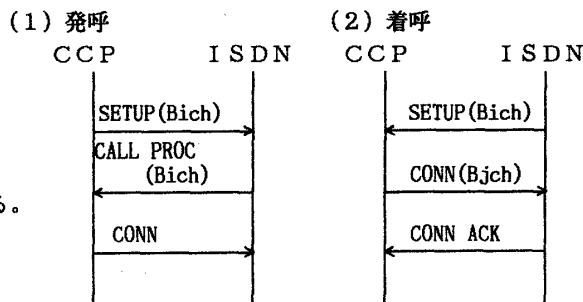 (1) 発呼
CCP ISDN
SETUP(Bich)
CALL PROC
(Bich)
CONN
(2) 着呼
CCP ISDN
SETUP(Bich)
CONN(Bjch)
CONN ACK
る。